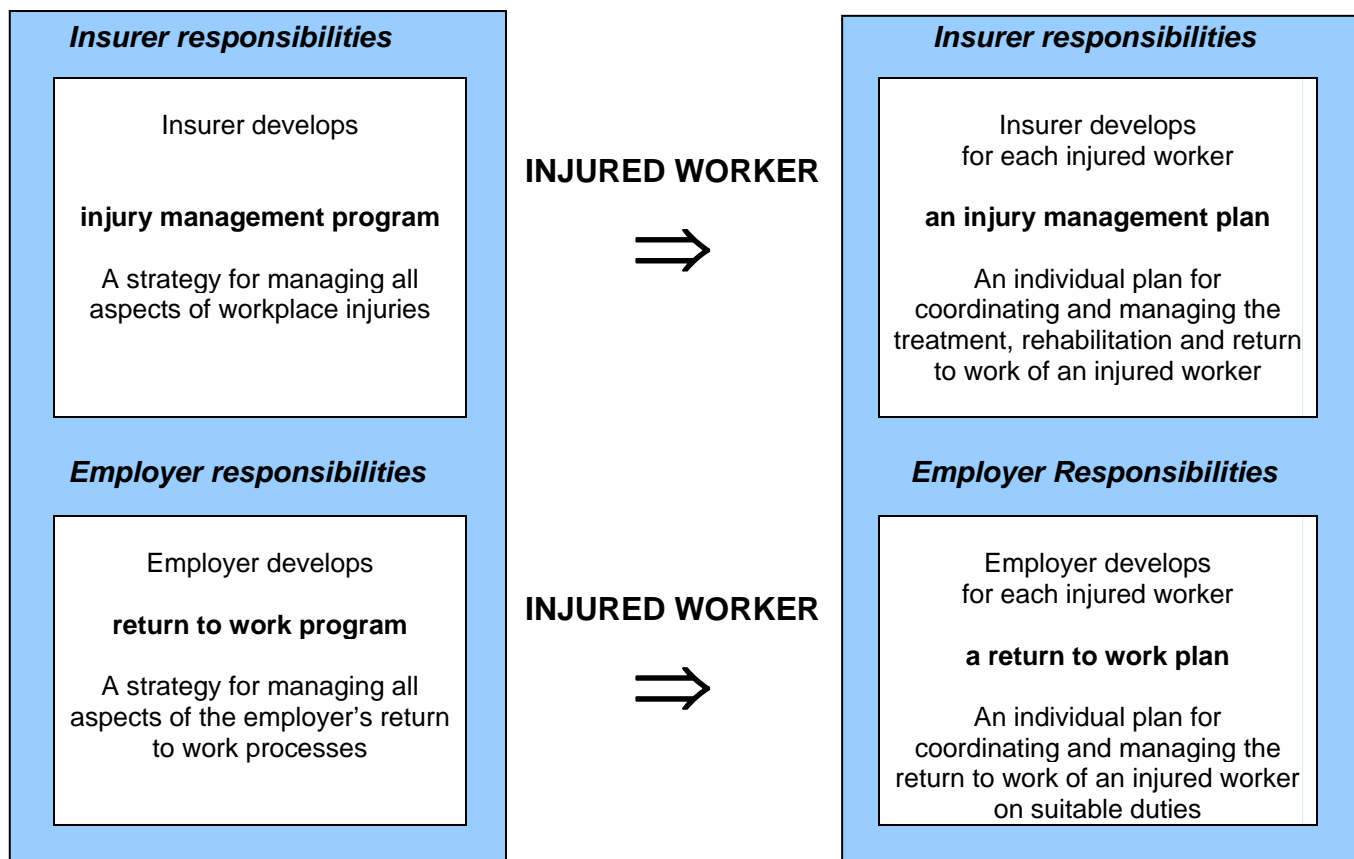 Insurer responsibilities
Insurer develops
injury management program
A strategy for managing all
aspects of workplace injuries
Employer responsibilities
Employer develops
return to work program
A strategy for managing all
aspects of the employer’s return
to work processes
INJURED WORKER
⇒
INJURED WORKER
⇒
Insurer responsibilities
Insurer develops
for each injured worker
an injury management plan
An individual plan for
coordinating and managing the
treatment, rehabilitation and return
to work of an injured worker
Employer Responsibilities
Employer develops
for each injured worker
a return to work plan
An individual plan for
coordinating and managing the
return to work of an injured worker
on suitable duties